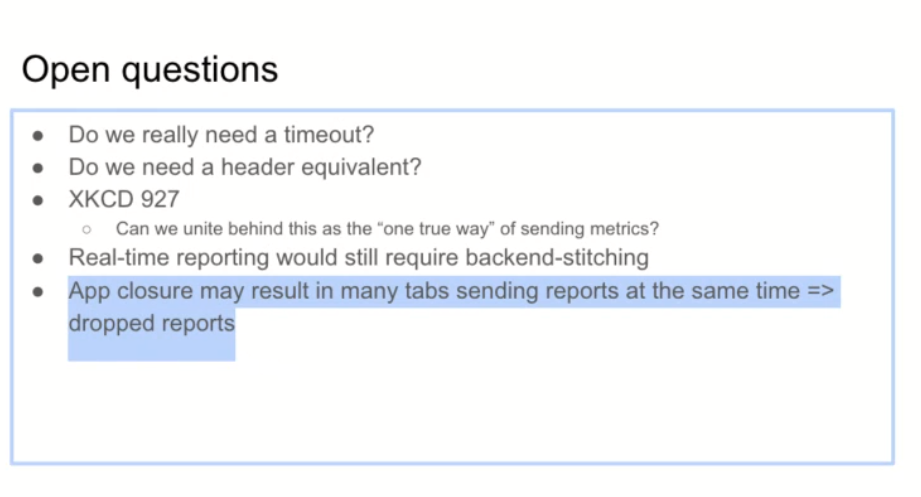 Open questions
● Do we really need a timeout?
● Do we need a header equivalent?
● XKCD 927
○ Can we unite behind this as the “one true way” of sending metrics?
● Real-time reporting would still require backend-stitching
● App closure may result in many tabs sending reports at the same time =>
dropped reports